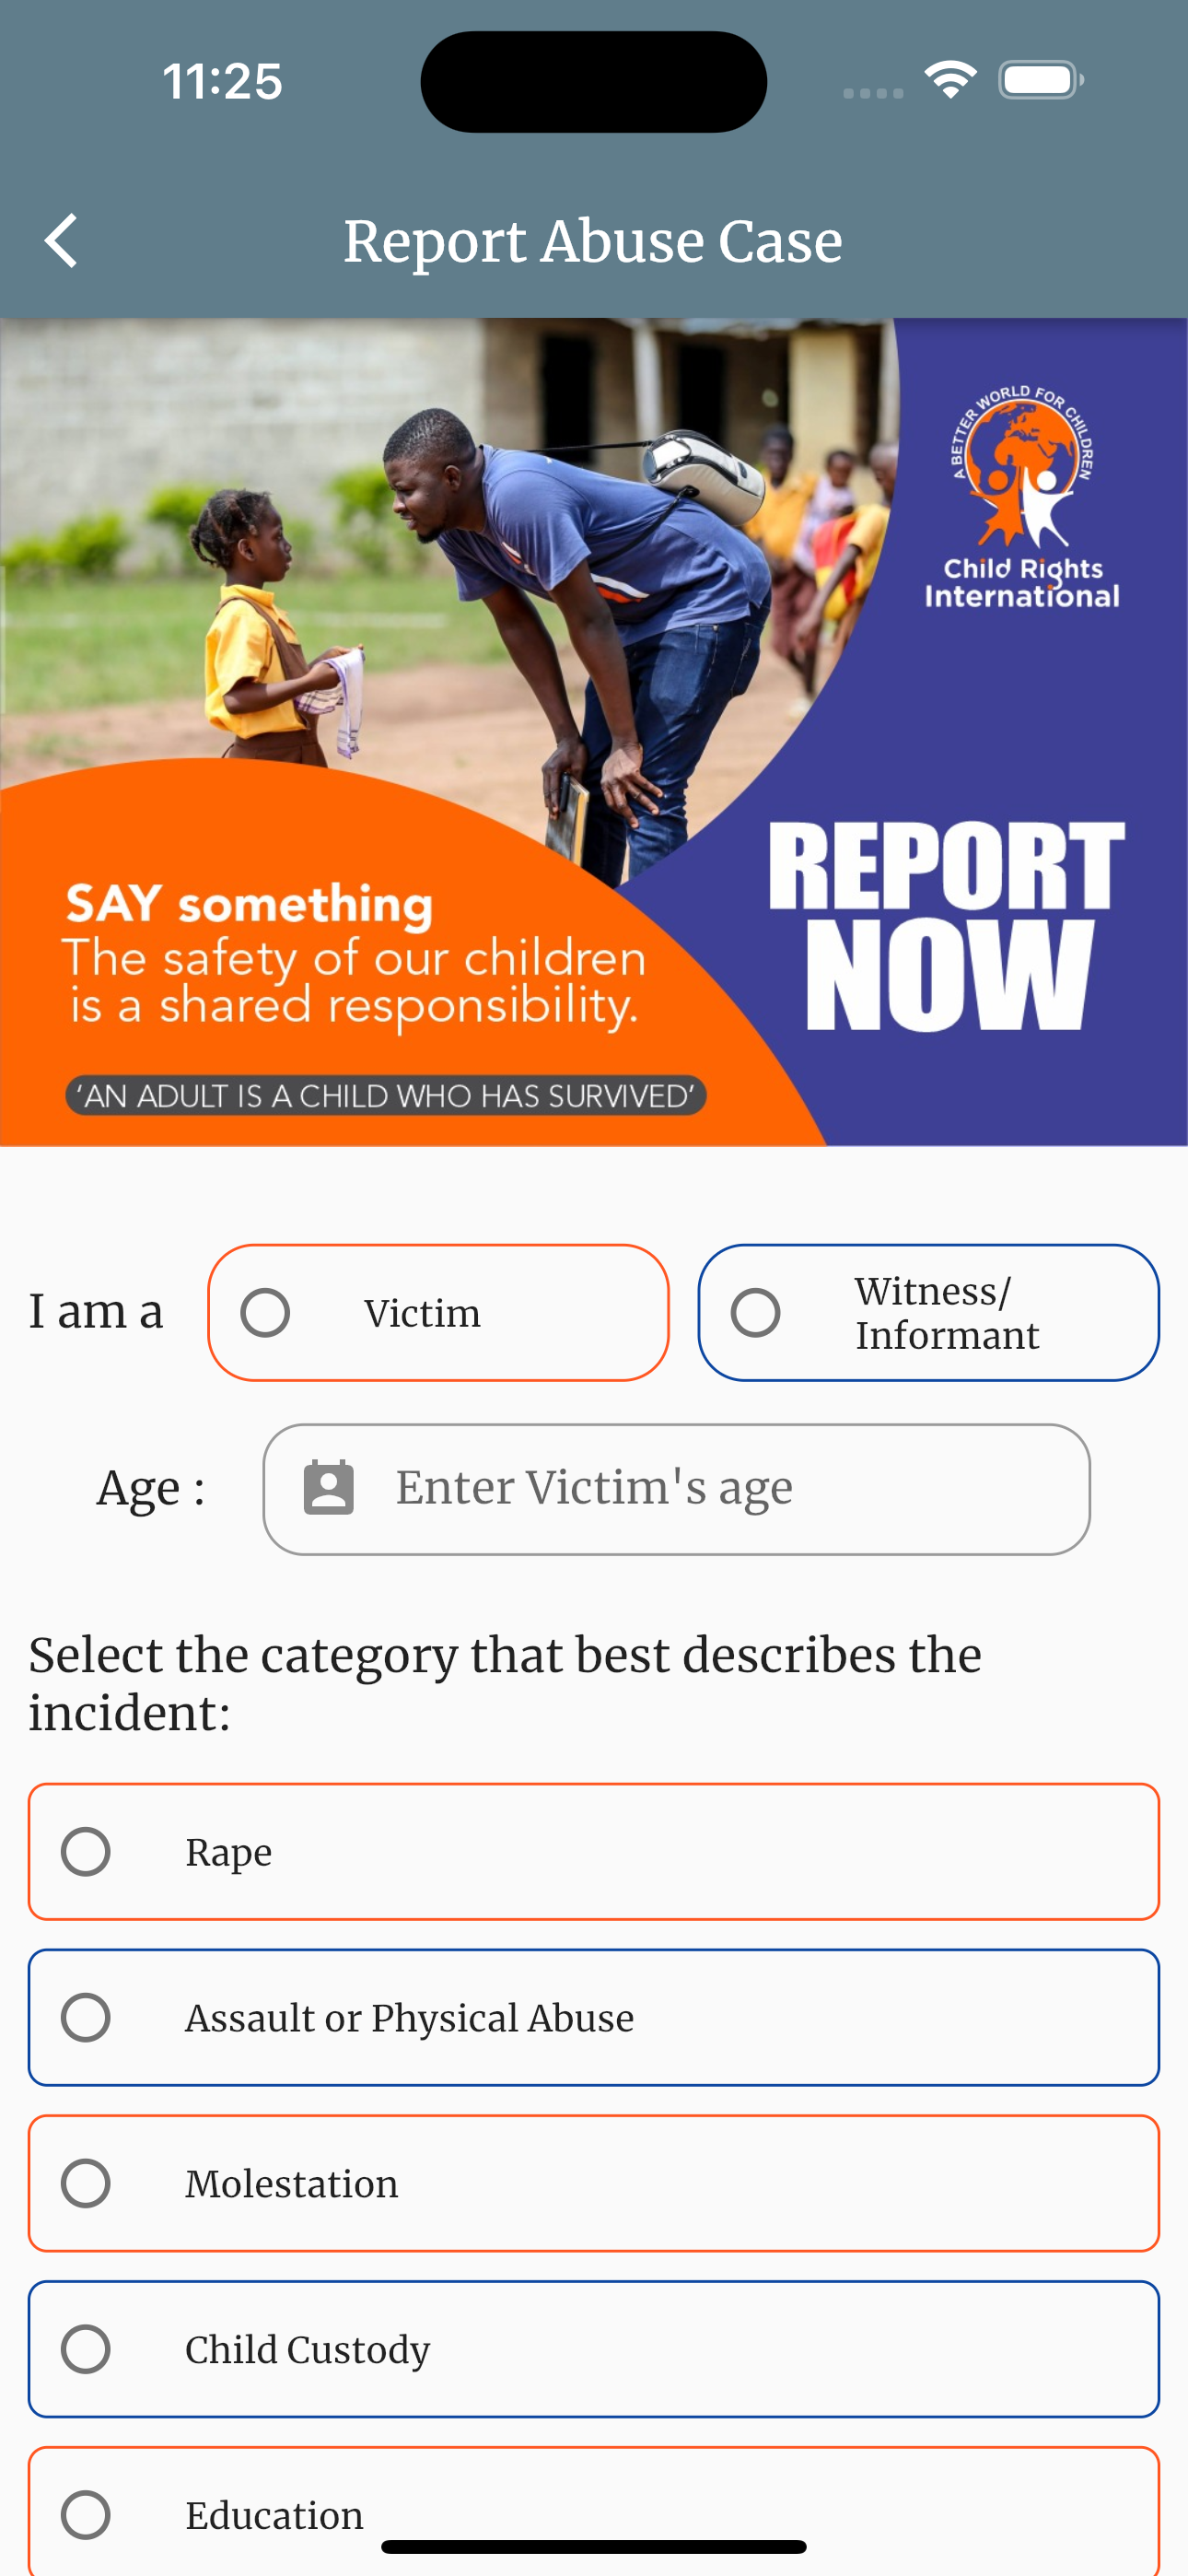 11:25
Report Abuse Case
A BETTER WORLD FOR CHILDREN
Child Rights
International
REPORT
NOW
SAY something
The safety of our children
is a shared responsibility.
‘AN ADULT IS A CHILD WHO HAS SURVIVED’
I am a
Victim
Witness/
Informant
Age :
Enter Victim's age
Select the category that best describes the
incident:
Rape
Assault or Physical Abuse
Molestation
Child Custody
Education